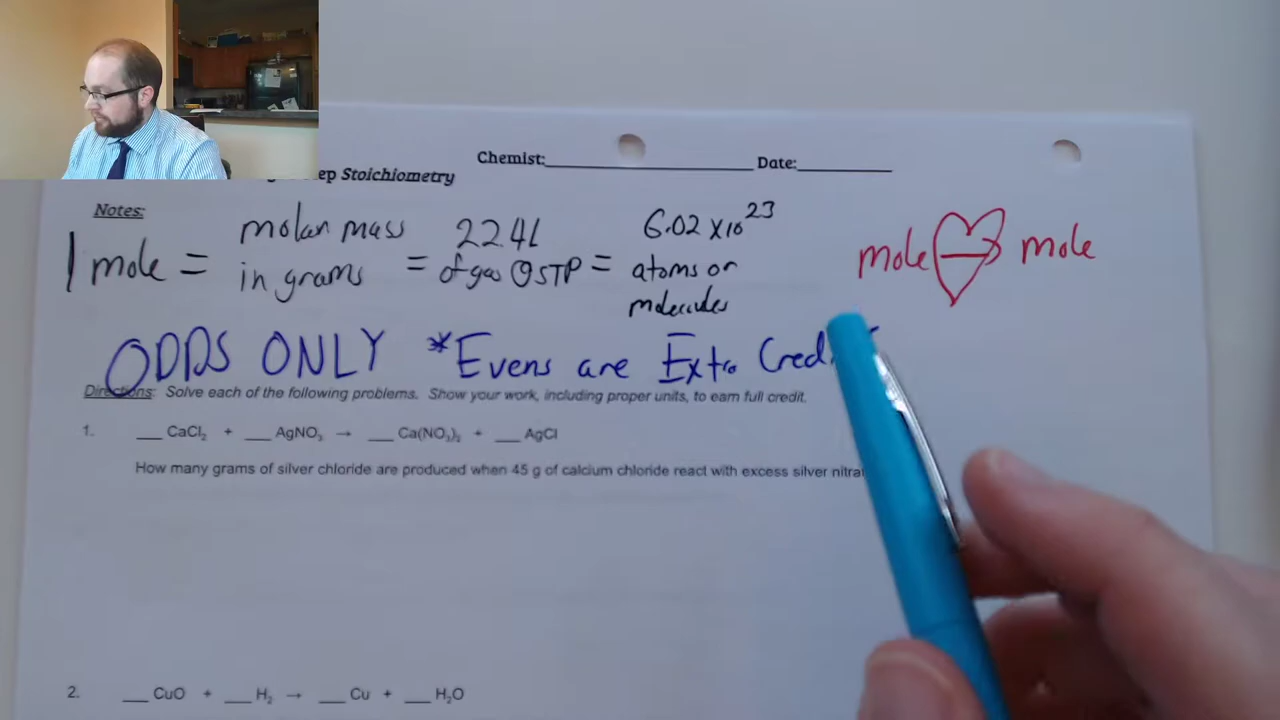 Chemist:____________ Date:________
Stoichiometry
Notes:
1 mole = molar mass in grams = 22.4L of gas @ STP = 6.02 x10^23 atoms or molecules
mole → mole
ODDS ONLY *Evens are Extra
Directions: Solve each of the following problems. Show your work, including proper units, to earn full credit.
1. ___ CaCl₂ + ___ AgNO₃ → ___ Ca(NO₃)₂ + ___ AgCl
How many grams of silver chloride are produced when 45 g of calcium chloride react with excess silver
2. ___ CuO + ___ H₂ → ___ Cu + ___ H₂O